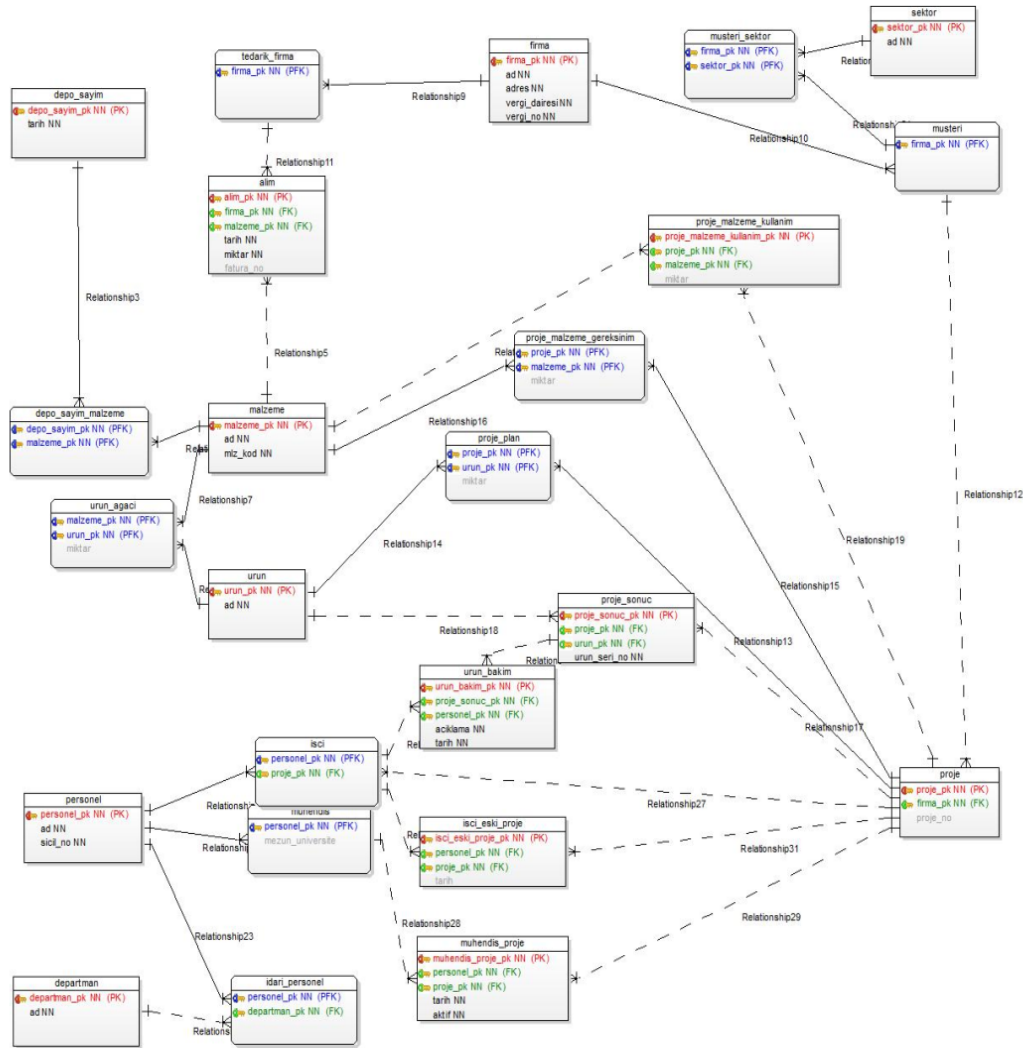 sektor
sektor_pk NN (PK)
ad NN
musteri_sektor
firma_pk NN (PFK)
sektor_pk NN (PFK)
firma
firma_pk NN (PK)
ad NN
adres NN
vergi_dairesi NN
vergi_no NN
tedarik_firma
firma_pk NN (PFK)
Relationship9
Relationship10
musteri
firma_pk NN (PFK)
depo_sayim
depo_sayim_pk NN (PK)
tarih NN
Relationship11
alim
alim_pk NN (PK)
firma_pk NN (FK)
malzeme_pk NN (FK)
tarih NN
miktar NN
fatura_no
proje_malzeme_kullanim
proje_malzeme_kullanim_pk NN (PK)
proje_pk NN (FK)
malzeme_pk NN (FK)
miktar
Relationship3
Relationship5
proje_malzeme_gereksinim
proje_pk NN (PFK)
malzeme_pk NN (PFK)
miktar
depo_sayim_malzeme
depo_sayim_pk NN (PFK)
malzeme_pk NN (PFK)
malzeme
malzeme_pk NN (PK)
ad NN
mlz_kod NN
Relationship16
proje_plan
proje_pk NN (PFK)
urun_pk NN (PFK)
miktar
Relationship7
Relationship12
urun_agaci
malzeme_pk NN (PFK)
urun_pk NN (PFK)
miktar
Relationship14
Relationship19
urun
urun_pk NN (PK)
ad NN
Relationship15
proje_sonuc
proje_sonuc_pk NN (PK)
proje_pk NN (FK)
urun_pk NN (FK)
urun_seri_no NN
Relationship18
Relationship13
urun_bakim
urun_bakim_pk NN (PK)
proje_sonuc_pk NN (FK)
personel_pk NN (FK)
aciklama NN
tarih NN
Relationship17
isci
personel_pk NN (PFK)
proje_pk NN (FK)
proje
proje_pk NN (PK)
firma_pk NN (FK)
proje_no
personel
personel_pk NN (PK)
ad NN
sicil_no NN
Relationship27
muhendis
personel_pk NN (PFK)
mezun_universite
isci_eski_proje
isci_eski_proje_pk NN (PK)
personel_pk NN (FK)
proje_pk NN (FK)
tarih
Relationship31
Relationship23
Relationship28
Relationship29
muhendis_proje
muhendis_proje_pk NN (PK)
personel_pk NN (FK)
proje_pk NN (FK)
tarih NN
aktif NN
departman
departman_pk NN (PK)
ad NN
idari_personel
personel_pk NN (PFK)
departman_pk NN (FK)